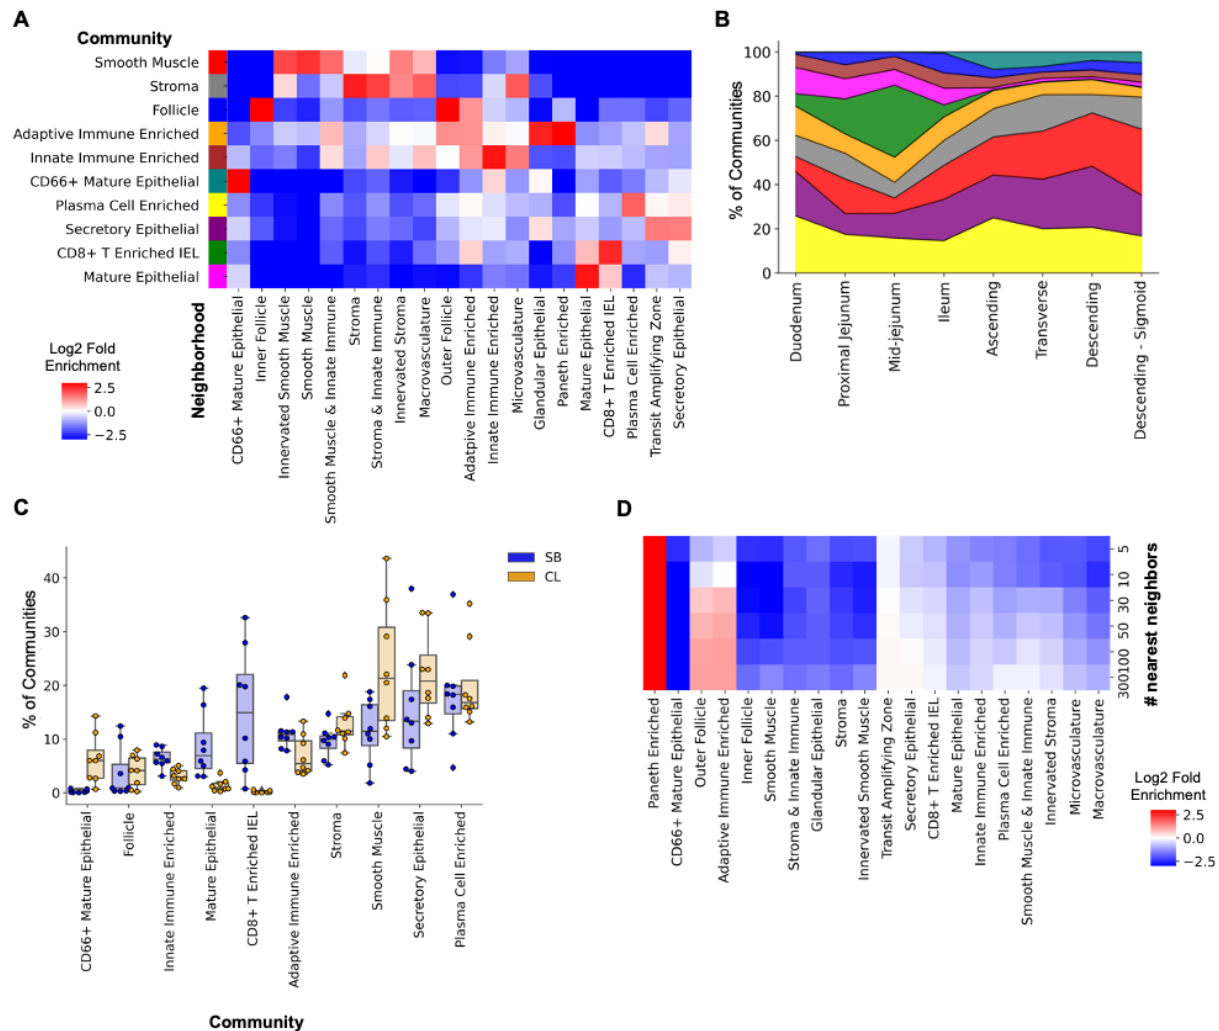 A
Community
Smooth Muscle
Stroma
Follicle
Adaptive Immune Enriched
Innate Immune Enriched
CD66+ Mature Epithelial
Plasma Cell Enriched
Secretory Epithelial
CD8+ T Enriched IEL
Mature Epithelial
Neighborhood
CD66+ Mature Epithelial
Inner Follicle
Innervated Smooth Muscle
Smooth Muscle
Smooth Muscle & Innate Immune
Stroma
Stroma & Innate Immune
Innervated Stroma
Macrovasculature
Outer Follicle
Adatpive Immune Enriched
Innate Immune Enriched
Microvasculature
Glandular Epithelial
Paneth Enriched
Mature Epithelial
CD8+ T Enriched IEL
Plasma Cell Enriched
Transit Amplifying Zone
Secretory Epithelial
Log2 Fold
Enrichment
2.5
0.0
−2.5
B
% of Communities
100
80
60
40
20
0
Duodenum
Proximal Jejunum
Mid-jejunum
Ileum
Ascending
Transverse
Descending
Descending - Sigmoid
C
% of Communities
40
30
20
10
0
SB
CL
CD66+ Mature Epithelial
Follicle
Innate Immune Enriched
Mature Epithelial
CD8+ T Enriched IEL
Adaptive Immune Enriched
Stroma
Smooth Muscle
Secretory Epithelial
Plasma Cell Enriched
Community
D
5
10
30
50
100
300
# nearest neighbors
Paneth Enriched
CD66+ Mature Epithelial
Outer Follicle
Adaptive Immune Enriched
Inner Follicle
Smooth Muscle
Stroma & Innate Immune
Glandular Epithelial
Stroma
Innervated Smooth Muscle
Transit Amplifying Zone
Secretory Epithelial
CD8+ T Enriched IEL
Mature Epithelial
Innate Immune Enriched
Plasma Cell Enriched
Smooth Muscle & Innate Immune
Innervated Stroma
Microvasculature
Macrovasculature
Log2 Fold
Enrichment
2.5
0.0
−2.5